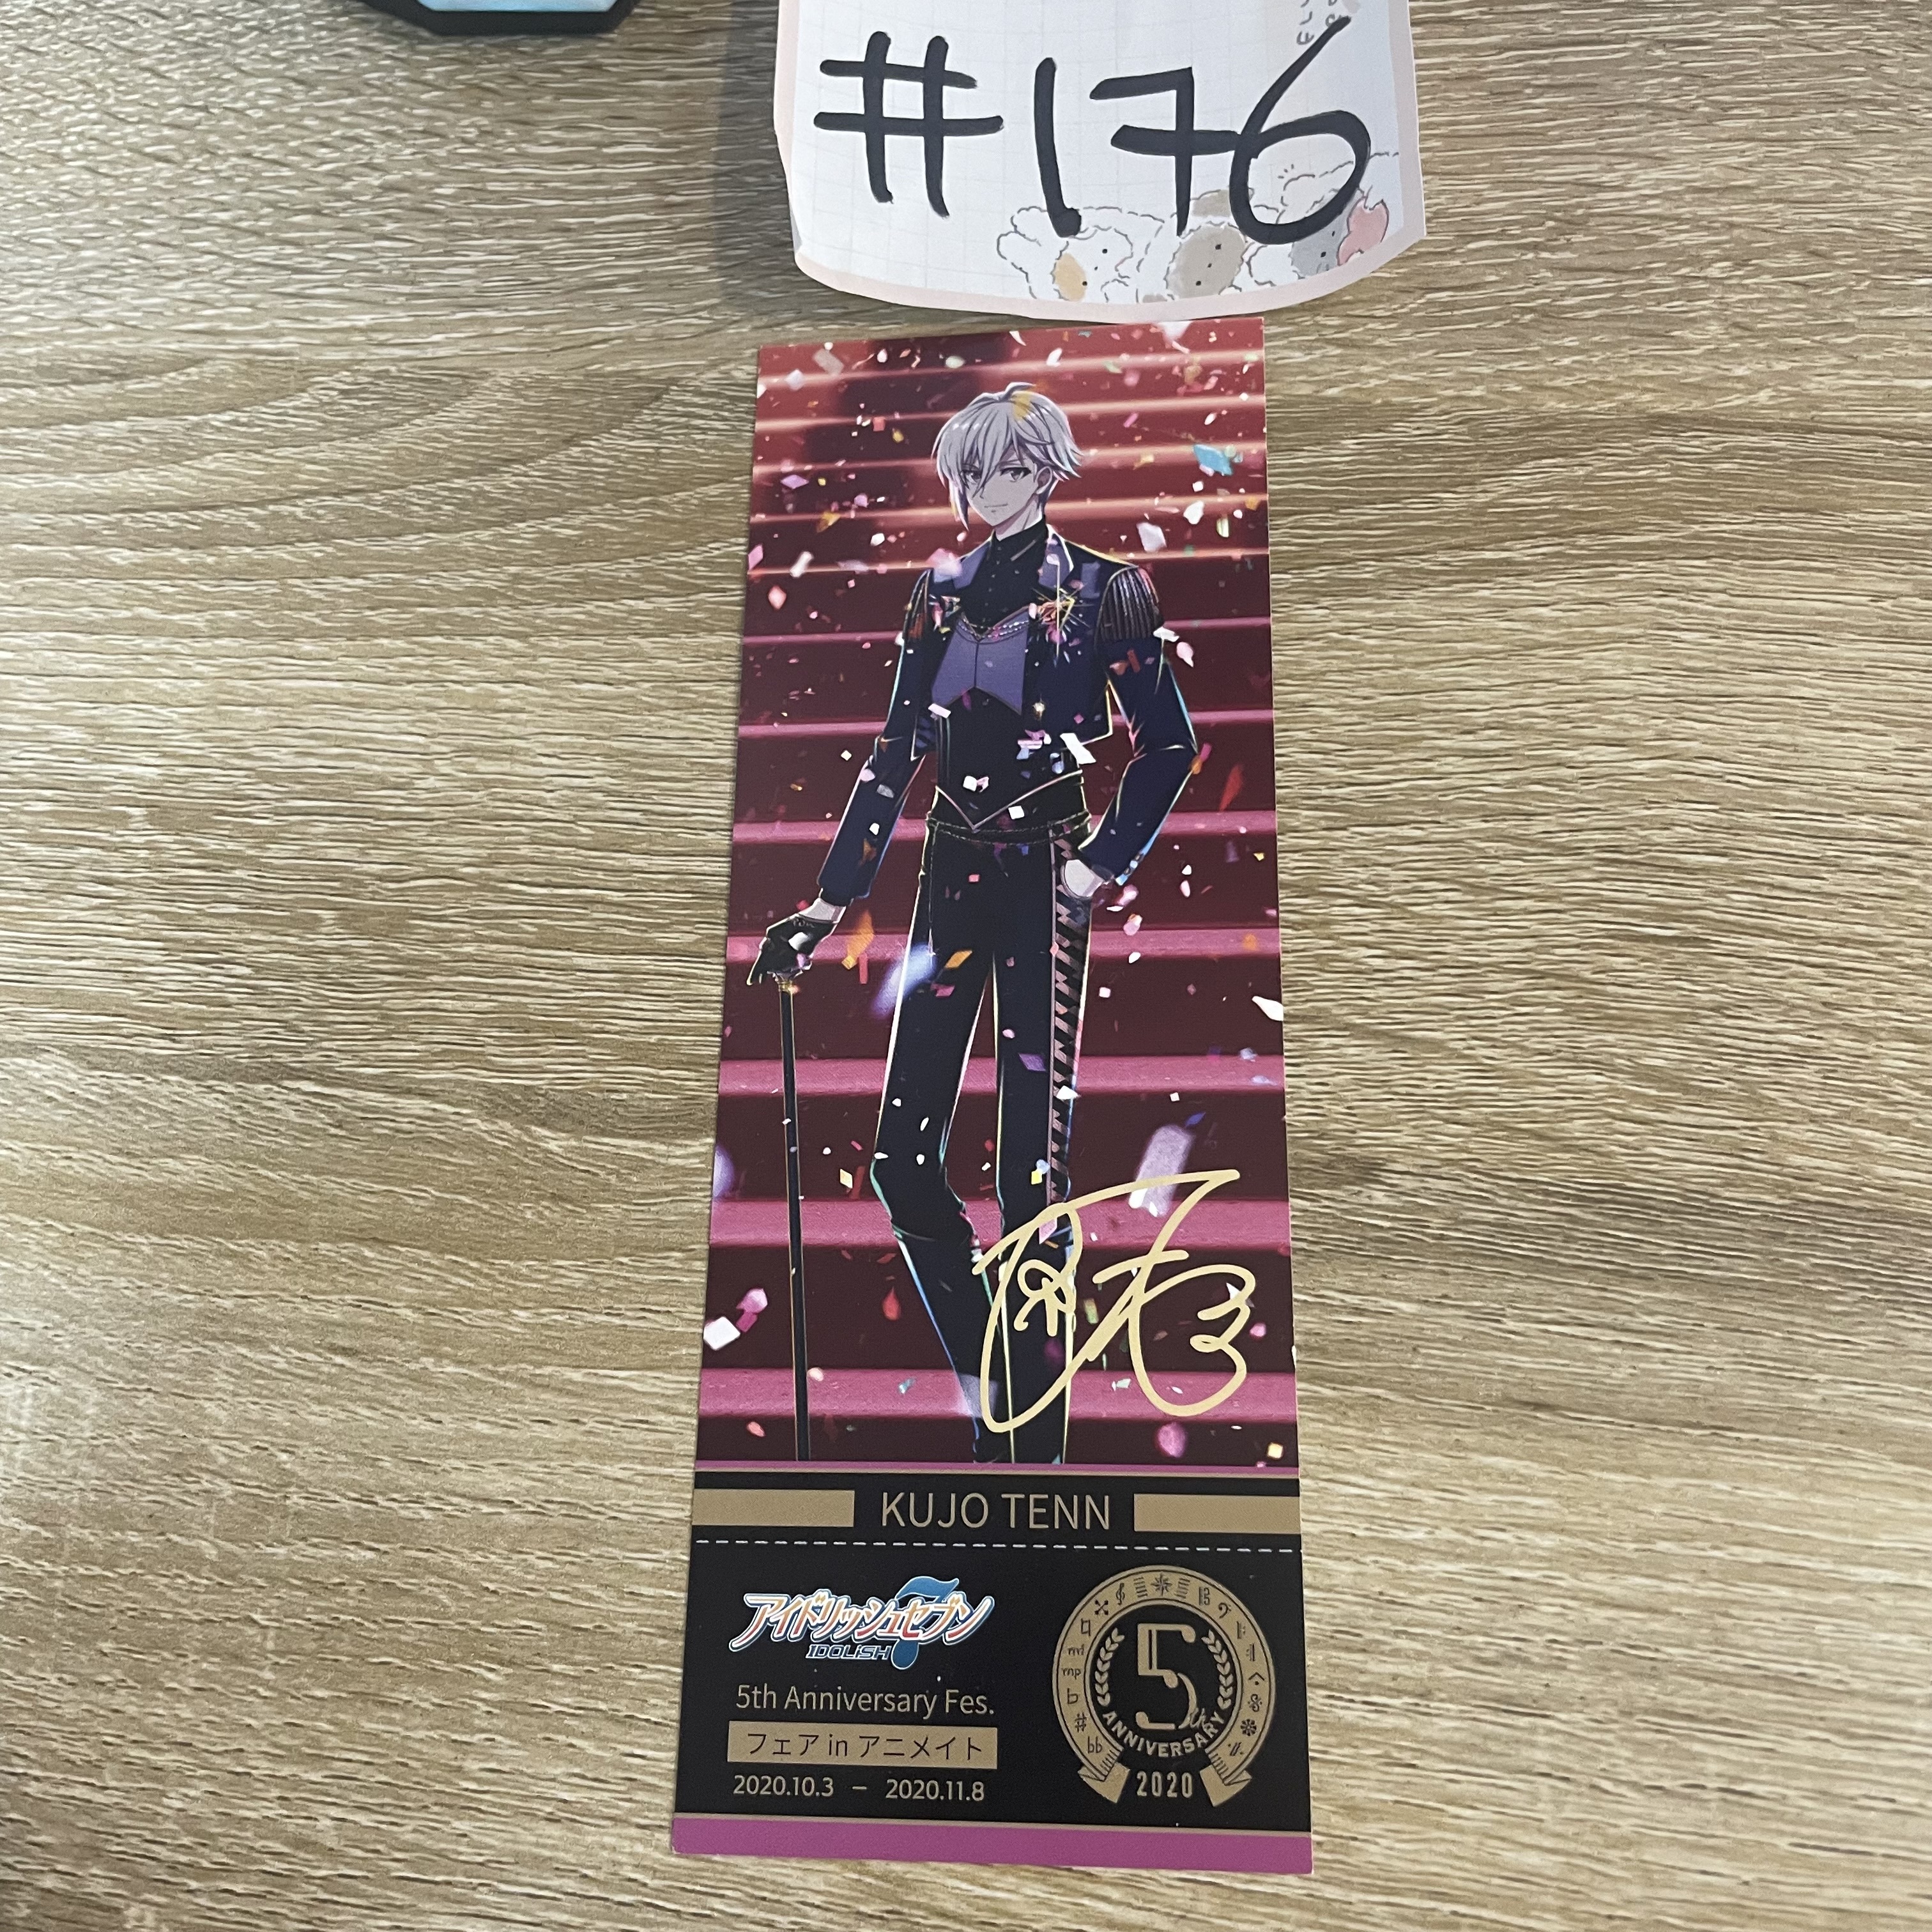 #176
KUJO TENN
アイドリッシュセブン
IDOLiSH7
5th Anniversary Fes.
フェア in アニメイト
2020.10.3 − 2020.11.8
5th
ANNIVERSARY
2020